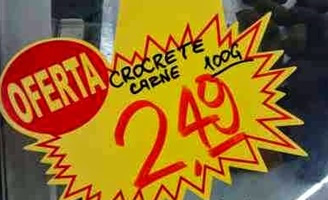 OFERTA
CROCRETE
CARNE 100G
2,49